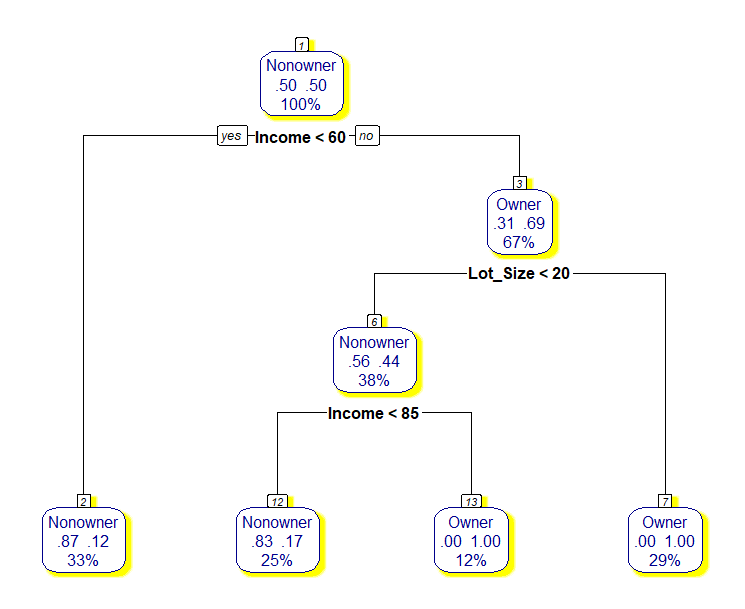 1
Nonowner
.50 .50
100%
yes Income < 60 no
3
Owner
.31 .69
67%
Lot_Size < 20
6
Nonowner
.56 .44
38%
Income < 85
2
Nonowner
.87 .12
33%
12
Nonowner
.83 .17
25%
13
Owner
.00 1.00
12%
7
Owner
.00 1.00
29%